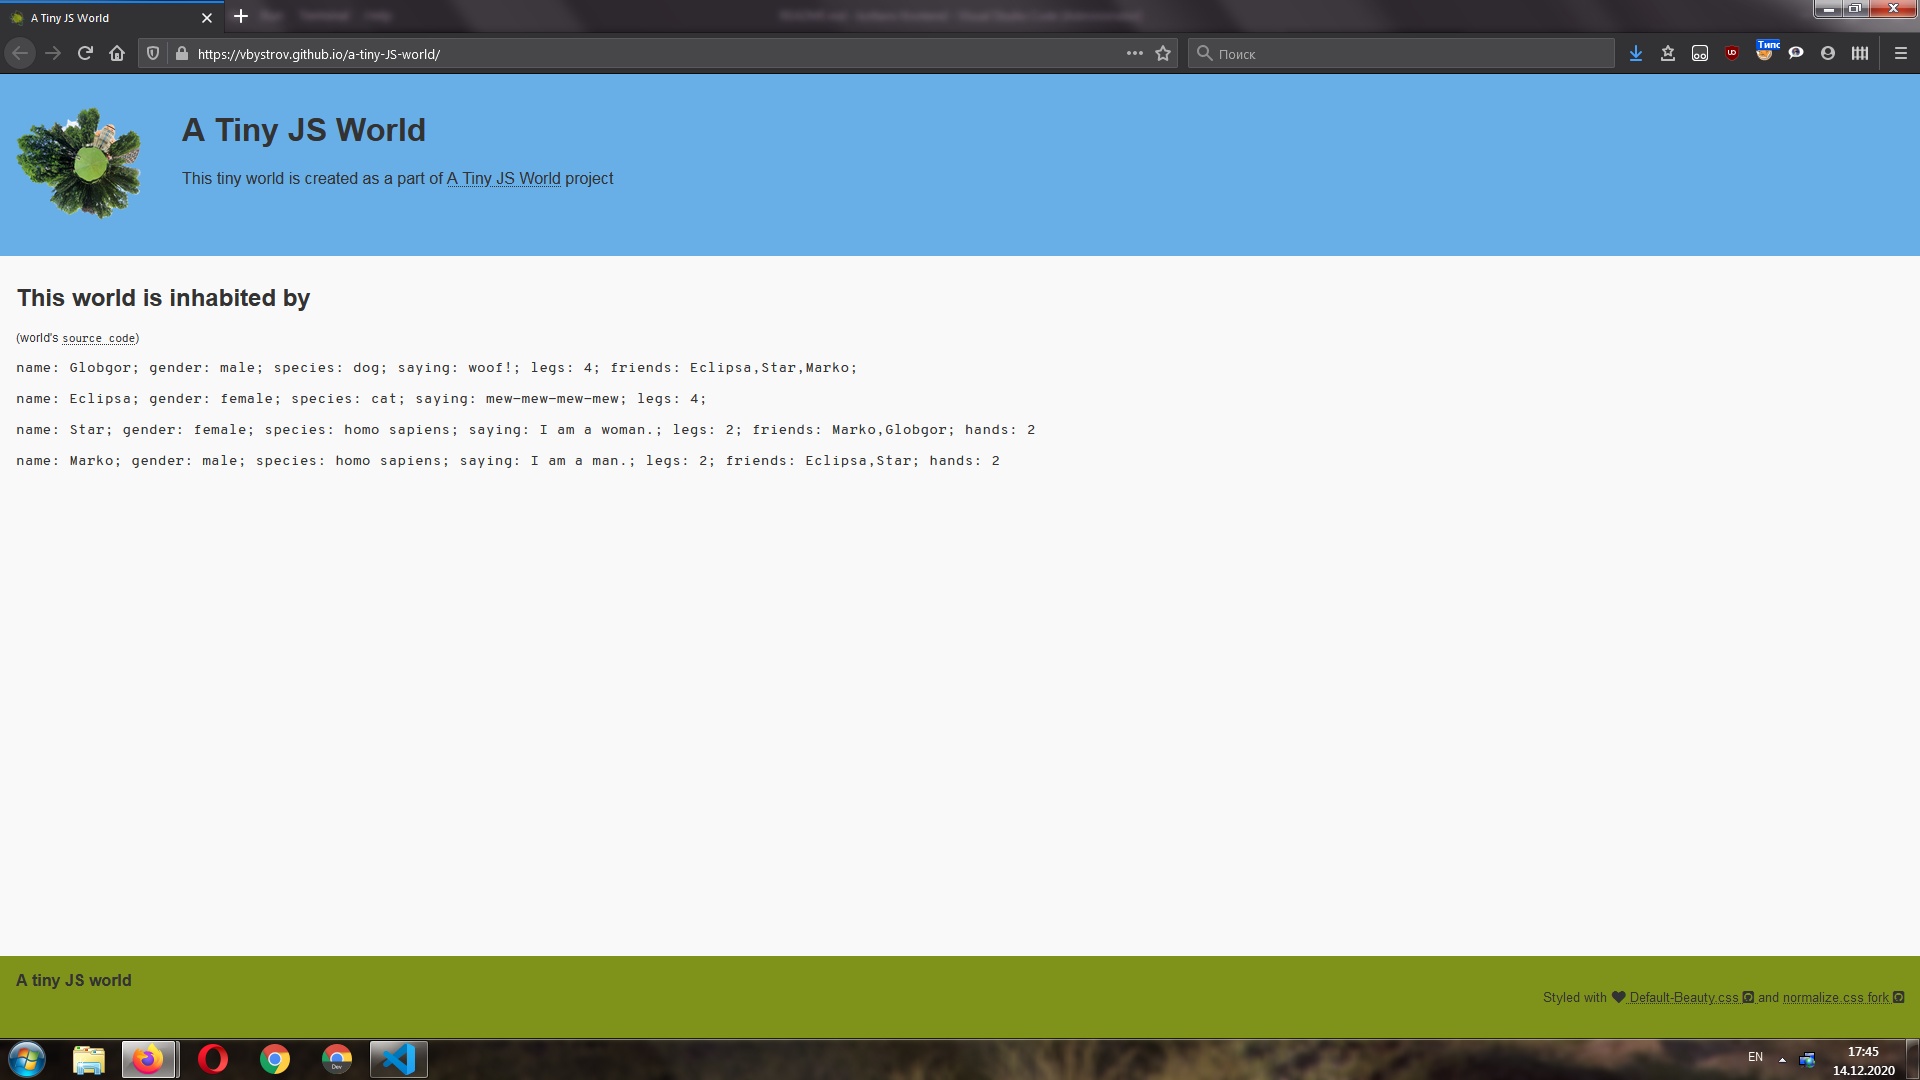 A Tiny JS World
https://vbystrov.github.io/a-tiny-JS-world/
Поиск
Типо
A Tiny JS World
This tiny world is created as a part of A Tiny JS World project
This world is inhabited by
(world's source code)
name: Globgor; gender: male; species: dog; saying: woof!; legs: 4; friends: Eclipsa,Star,Marko;
name: Eclipsa; gender: female; species: cat; saying: mew-mew-mew-mew; legs: 4;
name: Star; gender: female; species: homo sapiens; saying: I am a woman.; legs: 2; friends: Marko,Globgor; hands: 2
name: Marko; gender: male; species: homo sapiens; saying: I am a man.; legs: 2; friends: Eclipsa,Star; hands: 2
A tiny JS world
Styled with Default-Beauty.css and normalize.css fork
Dev
EN
17:45
14.12.2020